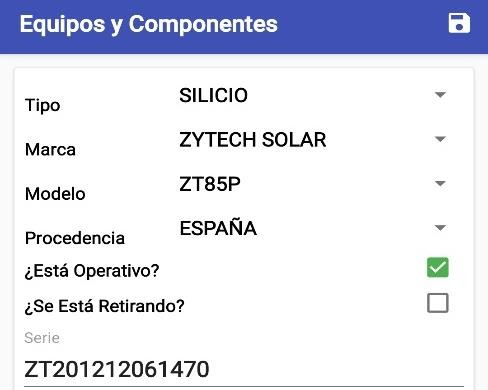 Equipos y Componentes
Tipo SILICIO
Marca ZYTECH SOLAR
Modelo ZT85P
Procedencia ESPAÑA
¿Está Operativo?
¿Se Está Retirando?
Serie
ZT201212061470